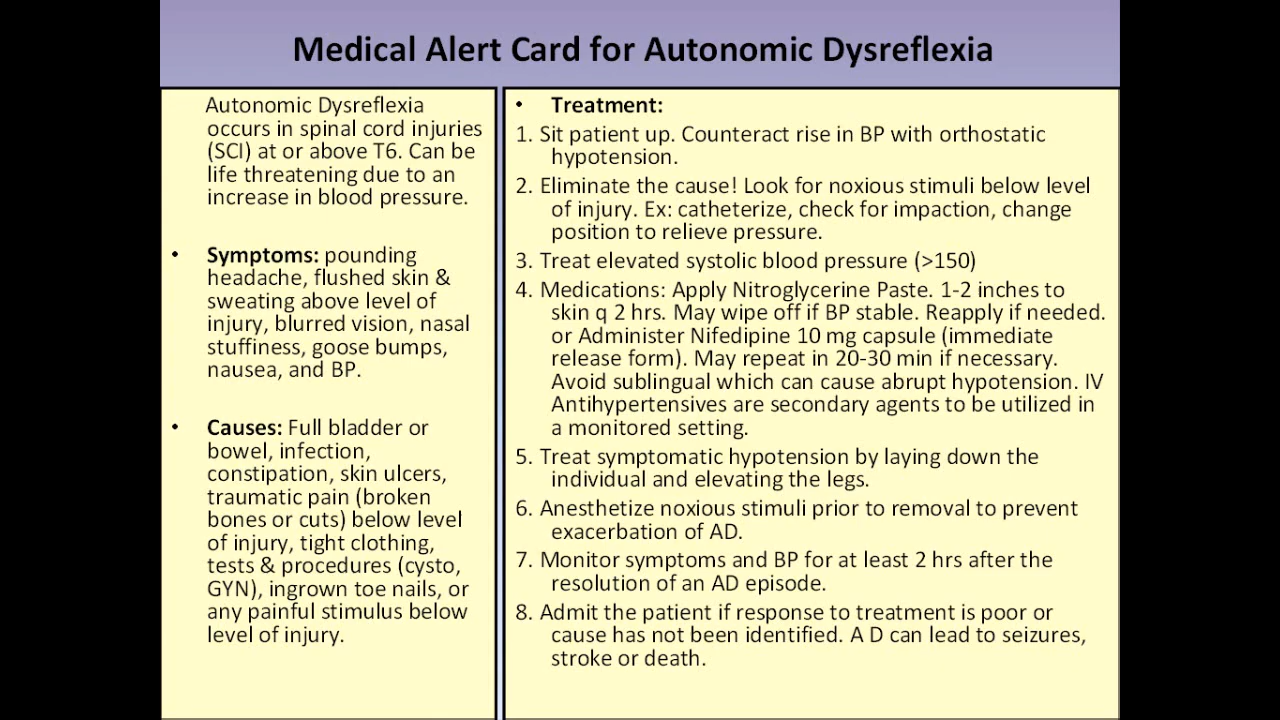 Medical Alert Card for Autonomic Dysreflexia
Autonomic Dysreflexia
occurs in spinal cord injuries
(SCI) at or above T6. Can be
life threatening due to an
increase in blood pressure.
• Symptoms: pounding
headache, flushed skin &
sweating above level of
injury, blurred vision, nasal
stuffiness, goose bumps,
nausea, and BP.
• Causes: Full bladder or
bowel, infection,
constipation, skin ulcers,
traumatic pain (broken
bones or cuts) below level
of injury, tight clothing,
tests & procedures (cysto,
GYN), ingrown toe nails, or
any painful stimulus below
level of injury.
• Treatment:
1. Sit patient up. Counteract rise in BP with orthostatic
hypotension.
2. Eliminate the cause! Look for noxious stimuli below level
of injury. Ex: catheterize, check for impaction, change
position to relieve pressure.
3. Treat elevated systolic blood pressure (>150)
4. Medications: Apply Nitroglycerine Paste. 1-2 inches to
skin q 2 hrs. May wipe off if BP stable. Reapply if needed.
or Administer Nifedipine 10 mg capsule (immediate
release form). May repeat in 20-30 min if necessary.
Avoid sublingual which can cause abrupt hypotension. IV
Antihypertensives are secondary agents to be utilized in
a monitored setting.
5. Treat symptomatic hypotension by laying down the
individual and elevating the legs.
6. Anesthetize noxious stimuli prior to removal to prevent
exacerbation of AD.
7. Monitor symptoms and BP for at least 2 hrs after the
resolution of an AD episode.
8. Admit the patient if response to treatment is poor or
cause has not been identified. A D can lead to seizures,
stroke or death.